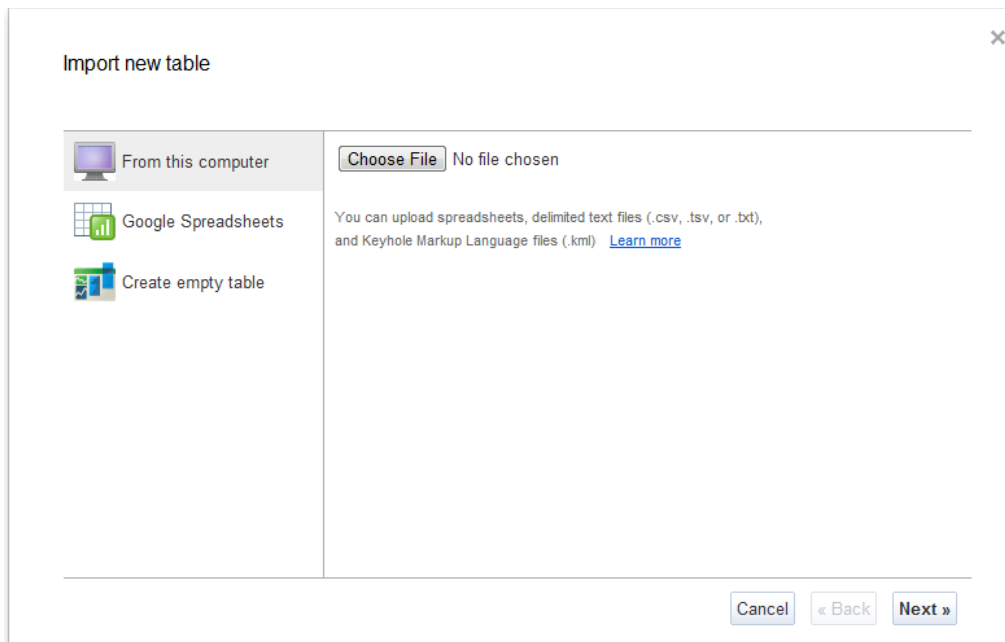 Import new table
From this computer
Choose File No file chosen
Google Spreadsheets
You can upload spreadsheets, delimited text files (.csv, .tsv, or .txt),
and Keyhole Markup Language files (.kml) Learn more
Create empty table
Cancel « Back Next »